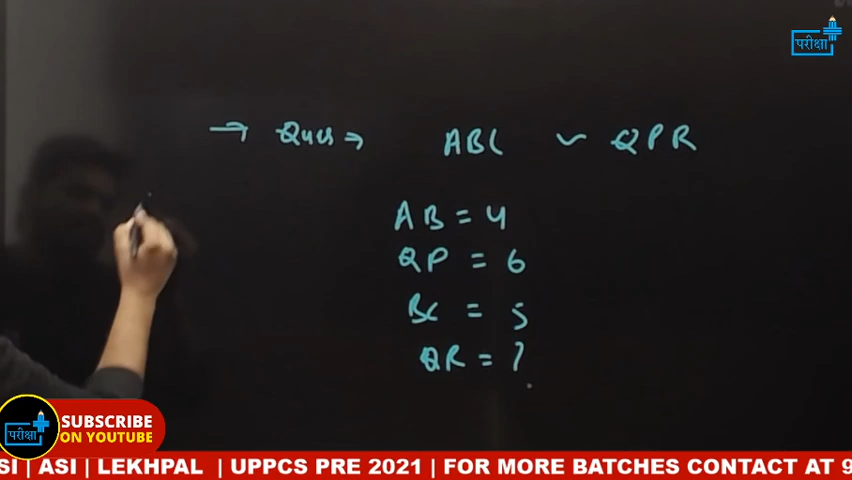 परीक्षा
→ Ques → ABC ~ QPR
AB = 4
QP = 6
BC = 5
QR = ?
परीक्षा
SUBSCRIBE
ON YOUTUBE
SI | ASI | LEKHPAL | UPPCS PRE 2021 | FOR MORE BATCHES CONTACT AT 9